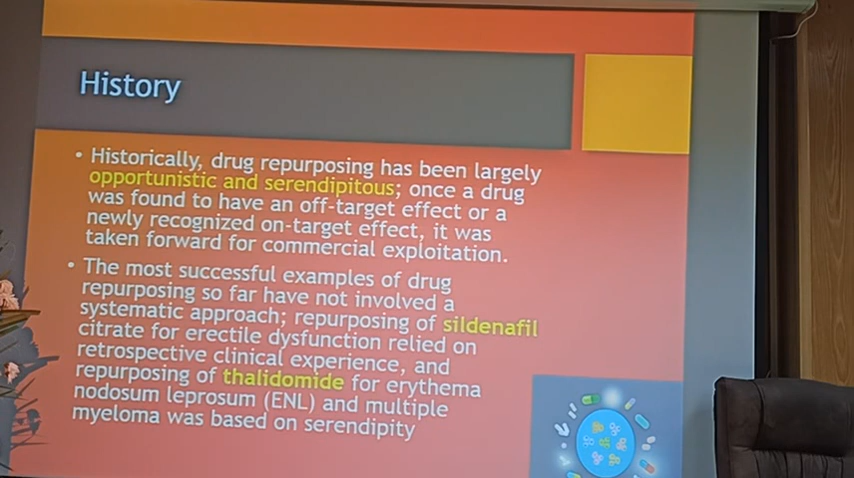 History
• Historically, drug repurposing has been largely
opportunistic and serendipitous; once a drug
was found to have an off-target effect or a
newly recognized on-target effect, it was
taken forward for commercial exploitation.
• The most successful examples of drug
repurposing so far have not involved a
systematic approach; repurposing of sildenafil
citrate for erectile dysfunction relied on
retrospective clinical experience, and
repurposing of thalidomide for erythema
nodosum leprosum (ENL) and multiple
myeloma was based on serendipity